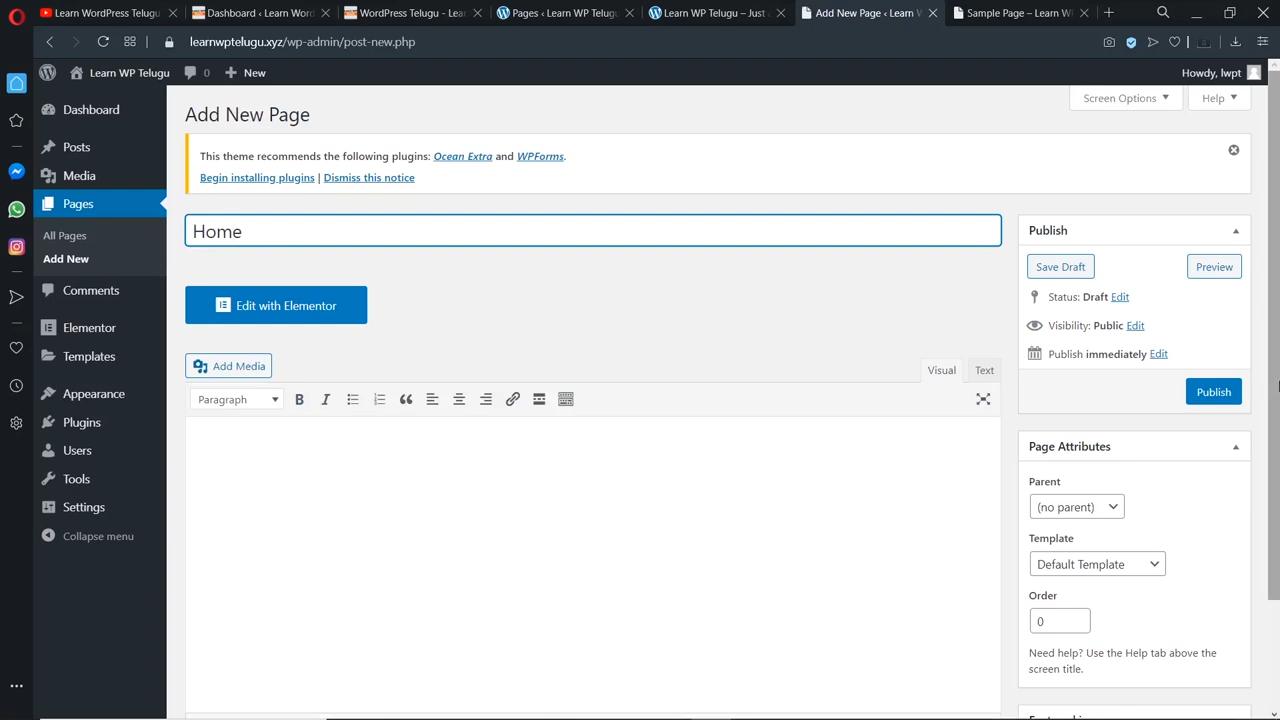 Learn WordPress Telugu
Dashboard ‹ Learn Word
WordPress Telugu - Lea
Pages ‹ Learn WP Telugu
Learn WP Telugu – Just
Add New Page ‹ Learn W
Sample Page – Learn W
learnwptelugu.xyz/wp-admin/post-new.php
Learn WP Telugu
0
New
Howdy, lwpt
Dashboard
Posts
Media
Pages
All Pages
Add New
Comments
Elementor
Templates
Appearance
Plugins
Users
Tools
Settings
Collapse menu
Screen Options
Help
Add New Page
This theme recommends the following plugins: Ocean Extra and WPForms.
Begin installing plugins | Dismiss this notice
Home
Edit with Elementor
Add Media
Visual
Text
Paragraph
Publish
Save Draft
Preview
Status: Draft Edit
Visibility: Public Edit
Publish immediately Edit
Publish
Page Attributes
Parent
(no parent)
Template
Default Template
Order
0
Need help? Use the Help tab above the
screen title.